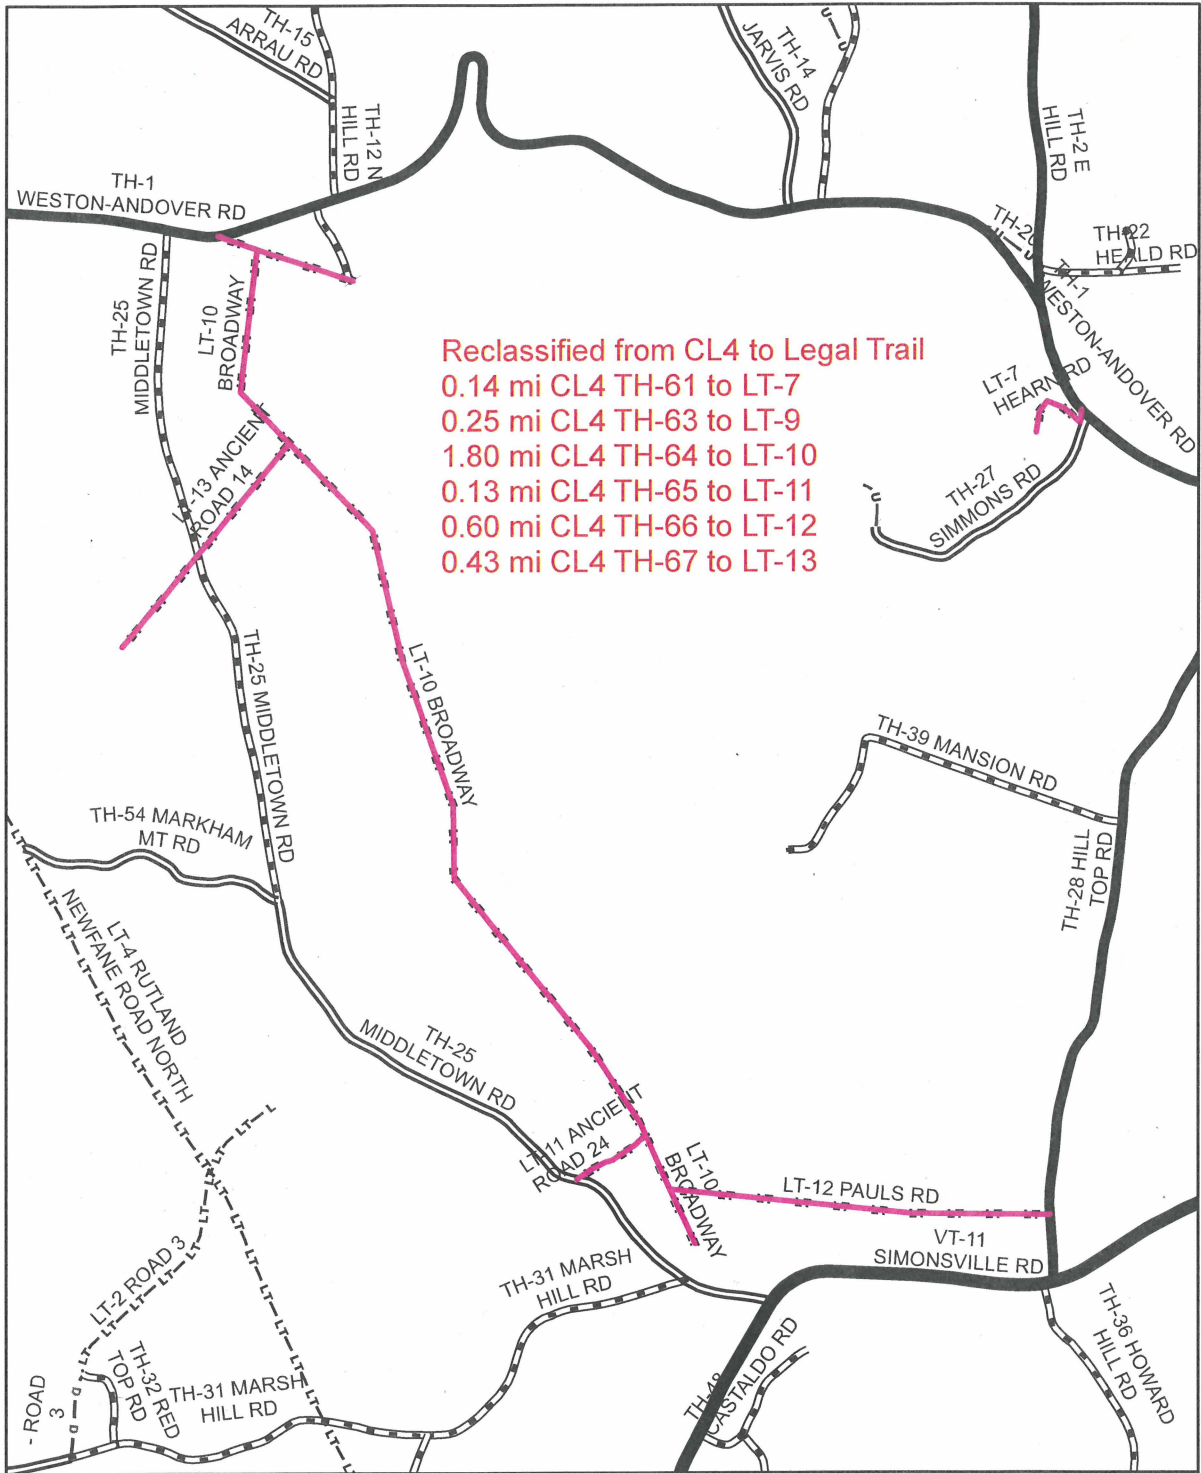 TH-15
ARRAU RD
TH-12 N
HILL RD
TH-14
JARVIS RD
TH-2 E
HILL RD
TH-1
WESTON-ANDOVER RD
TH-22
HEALD RD
TH-1
WESTON-ANDOVER RD
TH-25
MIDDLETOWN RD
LT-10
BROADWAY
Reclassified from CL4 to Legal Trail
0.14 mi CL4 TH-61 to LT-7
0.25 mi CL4 TH-63 to LT-9
1.80 mi CL4 TH-64 to LT-10
0.13 mi CL4 TH-65 to LT-11
0.60 mi CL4 TH-66 to LT-12
0.43 mi CL4 TH-67 to LT-13
LT-7
HEARN RD
LT-13 ANCIENT
ROAD 14
TH-27
SIMMONS RD
TH-25 MIDDLETOWN RD
LT-10 BROADWAY
TH-39 MANSION RD
TH-54 MARKHAM
MT RD
TH-28 HILL
TOP RD
LT-4 RUTLAND
NEWFANE ROAD NORTH
TH-25
MIDDLETOWN RD
LT-11 ANCIENT
ROAD 24
LT-10
BROADWAY
LT-12 PAULS RD
VT-11
SIMONSVILLE RD
LT-2 ROAD 3
TH-31 MARSH
HILL RD
TH-36 HOWARD
HILL RD
TH-32 RED
TOP RD
TH-31 MARSH
HILL RD
CASTALDO RD
- ROAD
3